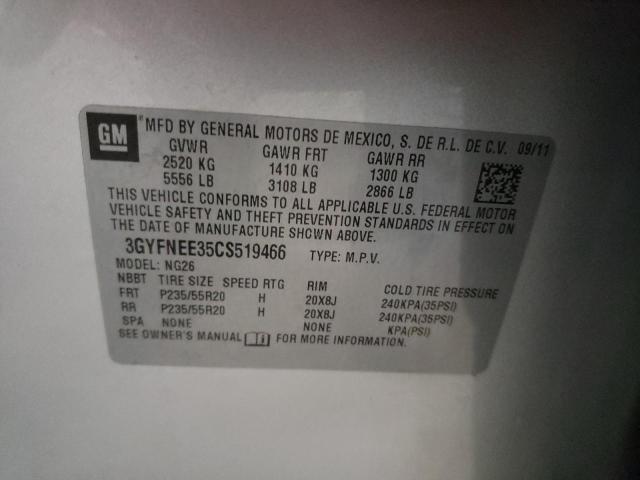 GM
MFD BY GENERAL MOTORS DE MEXICO, S. DE R.L. DE C.V. 09/11
GVWR GAWR FRT GAWR RR
2520 KG 1410 KG 1300 KG
5556 LB 3108 LB 2866 LB
THIS VEHICLE CONFORMS TO ALL APPLICABLE U.S. FEDERAL MOTOR
VEHICLE SAFETY AND THEFT PREVENTION STANDARDS IN EFFECT ON
THE DATE OF MANUFACTURE SHOWN ABOVE.
3GYFNEE35CS519466 TYPE: M.P.V.
MODEL: NG26
NBBT TIRE SIZE SPEED RTG RIM COLD TIRE PRESSURE
FRT P235/55R20 H 20X8J 240KPA(35PSI)
RR P235/55R20 H 20X8J 240KPA(35PSI)
SPA NONE NONE KPA(PSI)
SEE OWNER'S MANUAL FOR MORE INFORMATION.